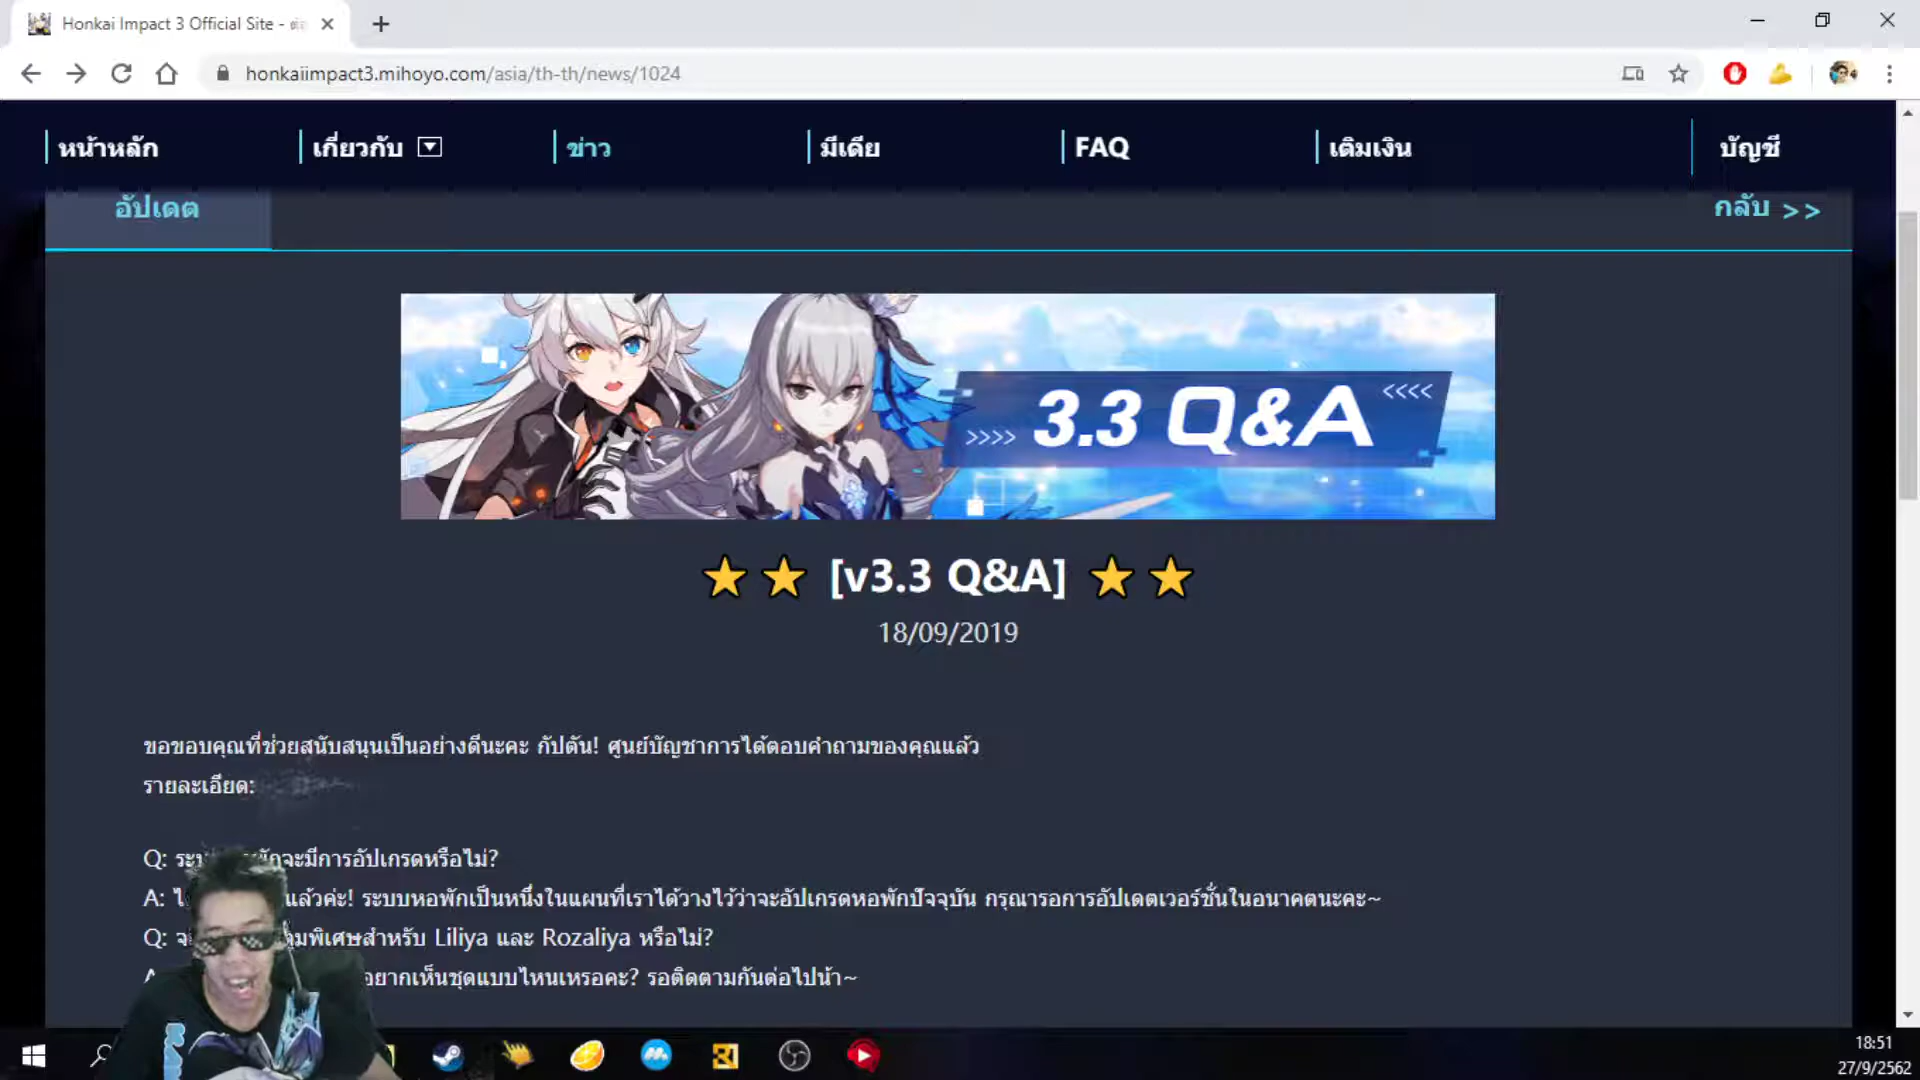 Honkai Impact 3 Official Site - ต่อ
honkaiimpact3.mihoyo.com/asia/th-th/news/1024
หน้าหลัก
เกี่ยวกับ
ข่าว
มีเดีย
FAQ
เติมเงิน
บัญชี
อัปเดต
กลับ >>
>>>> 3.3 Q&A <<<<
★ ★ [v3.3 Q&A] ★ ★
18/09/2019
ขอขอบคุณที่ช่วยสนับสนุนเป็นอย่างดีนะคะ กัปตัน! ศูนย์บัญชาการได้ตอบคำถามของคุณแล้ว
รายละเอียด:
Q: จะมีการอัปเกรดหรือไม่?
A: แล้วค่ะ! ระบบหอพักเป็นหนึ่งในแผนที่เราได้วางไว้ว่าจะอัปเกรดหอพักปัจจุบัน กรุณารอการอัปเดตเวอร์ชั่นในอนาคตนะคะ~
Q: พิเศษสำหรับ Liliya และ Rozaliya หรือไม่?
อยากเห็นชุดแบบไหนเหรอคะ? รอติดตามกันต่อไปน้า~
18:51
27/9/2562